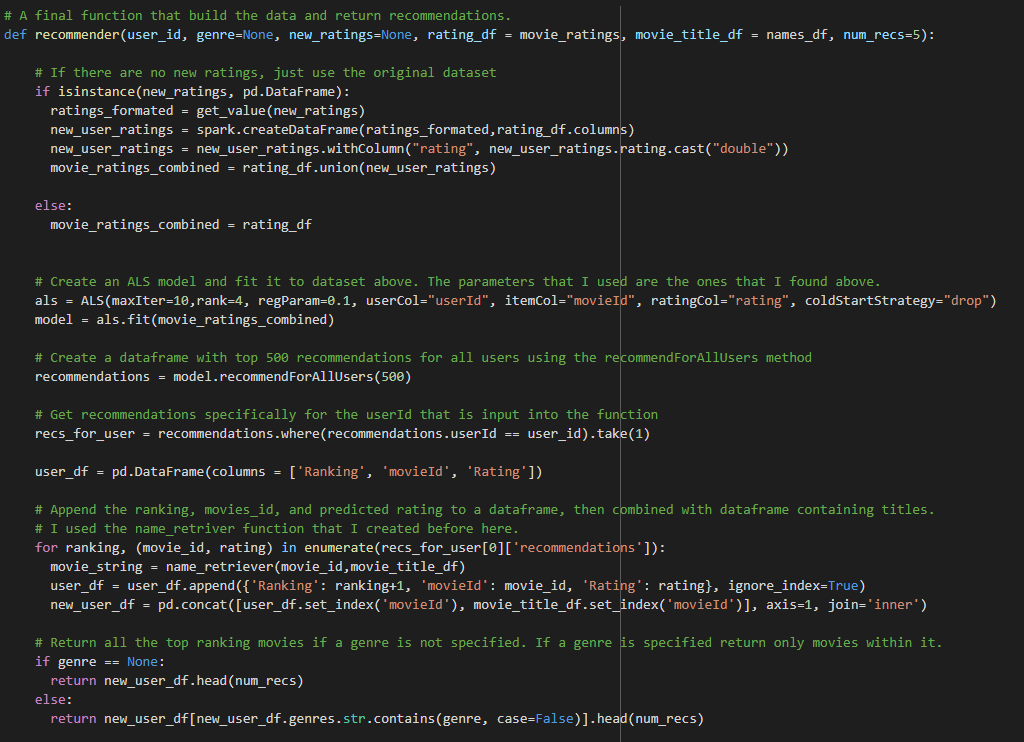 # A final function that build the data and return recommendations.
def recommender(user_id, genre=None, new_ratings=None, rating_df = movie_ratings, movie_title_df = names_df, num_recs=5):
# If there are no new ratings, just use the original dataset
if isinstance(new_ratings, pd.DataFrame):
ratings_formated = get_value(new_ratings)
new_user_ratings = spark.createDataFrame(ratings_formated,rating_df.columns)
new_user_ratings = new_user_ratings.withColumn("rating", new_user_ratings.rating.cast("double"))
movie_ratings_combined = rating_df.union(new_user_ratings)
else:
movie_ratings_combined = rating_df
# Create an ALS model and fit it to dataset above. The parameters that I used are the ones that I found above.
als = ALS(maxIter=10,rank=4, regParam=0.1, userCol="userId", itemCol="movieId", ratingCol="rating", coldStartStrategy="drop")
model = als.fit(movie_ratings_combined)
# Create a dataframe with top 500 recommendations for all users using the recommendForAllUsers method
recommendations = model.recommendForAllUsers(500)
# Get recommendations specifically for the userId that is input into the function
recs_for_user = recommendations.where(recommendations.userId == user_id).take(1)
user_df = pd.DataFrame(columns = ['Ranking', 'movieId', 'Rating'])
# Append the ranking, movies_id, and predicted rating to a dataframe, then combined with dataframe containing titles.
# I used the name_retriver function that I created before here.
for ranking, (movie_id, rating) in enumerate(recs_for_user[0]['recommendations']):
movie_string = name_retriever(movie_id,movie_title_df)
user_df = user_df.append({'Ranking': ranking+1, 'movieId': movie_id, 'Rating': rating}, ignore_index=True)
new_user_df = pd.concat([user_df.set_index('movieId'), movie_title_df.set_index('movieId')], axis=1, join='inner')
# Return all the top ranking movies if a genre is not specified. If a genre is specified return only movies within it.
if genre == None:
return new_user_df.head(num_recs)
else:
return new_user_df[new_user_df.genres.str.contains(genre, case=False)].head(num_recs)